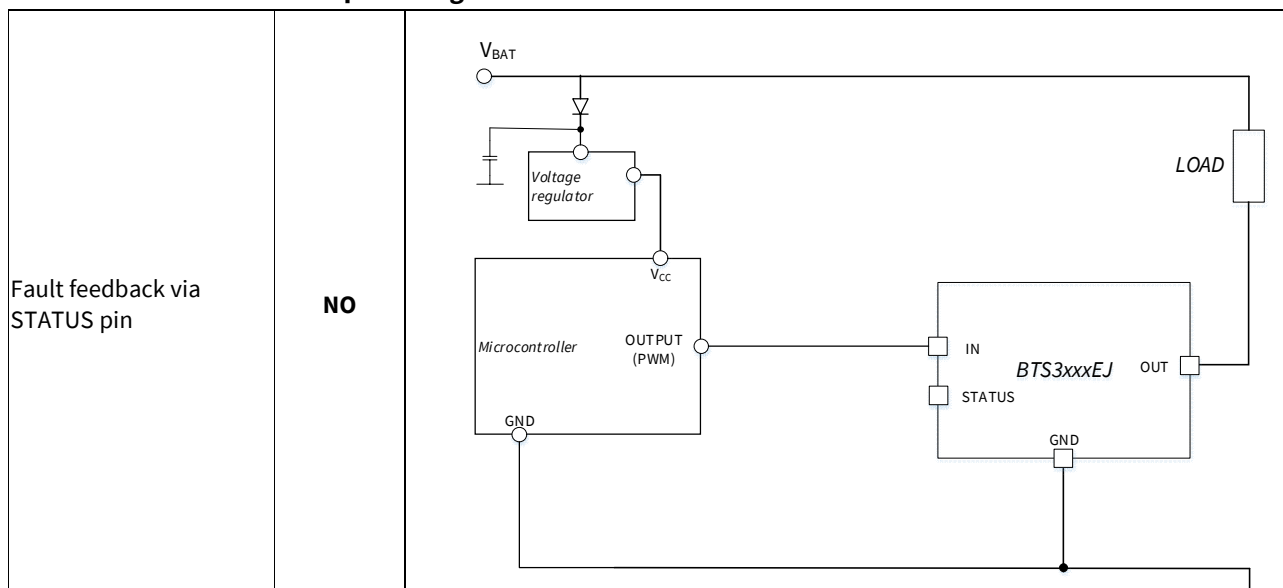 Fault feedback via
STATUS pin
NO
VBAT
Voltage
regulator
LOAD
VCC
Microcontroller
OUTPUT
(PWM)
GND
IN
BTS3xxxEJ
OUT
STATUS
GND